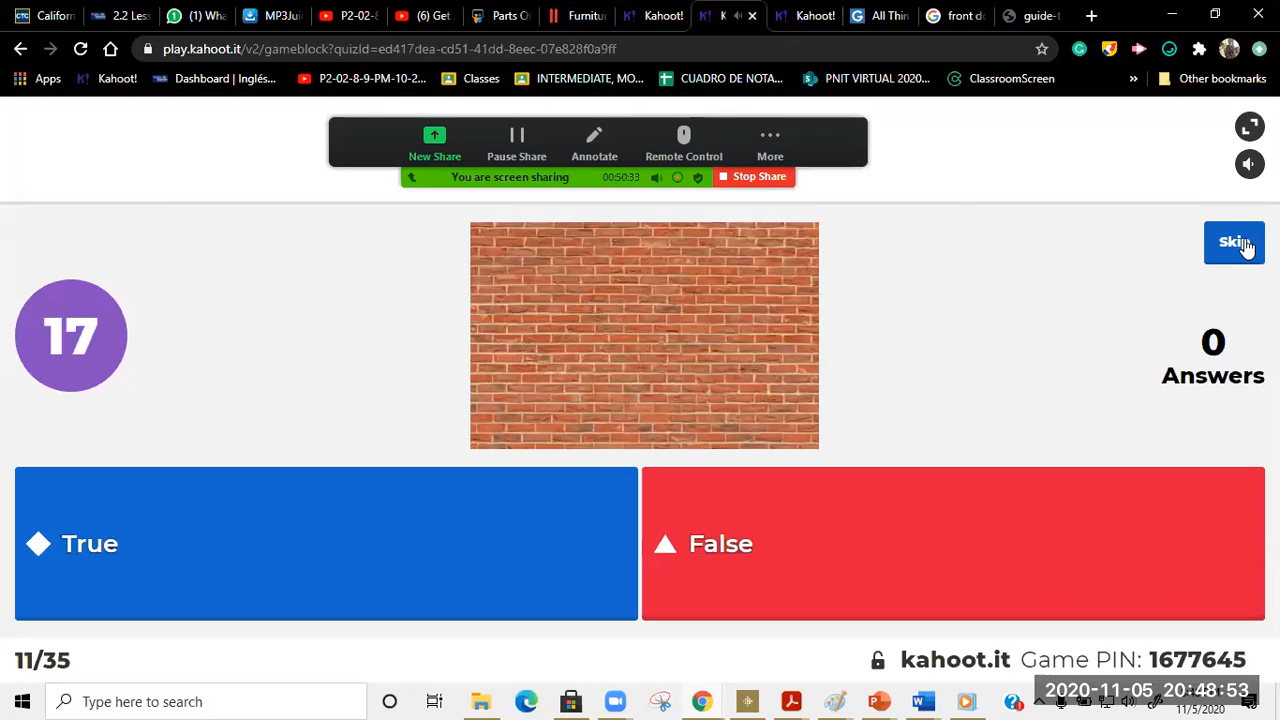 Californ
2.2 Less
(1) Wha
MP3Juic
P2-02-8
(6) Get
Parts O
Furnitu
Kahoot!
K
Kahoot!
All Thin
front do
guide-t
play.kahoot.it/v2/gameblock?quizId=ed417dea-cd51-41dd-8eec-07e828f0a9ff
Apps
Kahoot!
Dashboard | Inglés...
P2-02-8-9-PM-10-2...
Classes
INTERMEDIATE, MO...
CUADRO DE NOTA...
PNIT VIRTUAL 2020...
ClassroomScreen
»
Other bookmarks
New Share
Pause Share
Annotate
Remote Control
More
You are screen sharing
00:50:33
Stop Share
17
0
Answers
True
False
11/35
kahoot.it Game PIN: 1677645
Type here to search
2020-11-05 20:48:53
11/5/2020